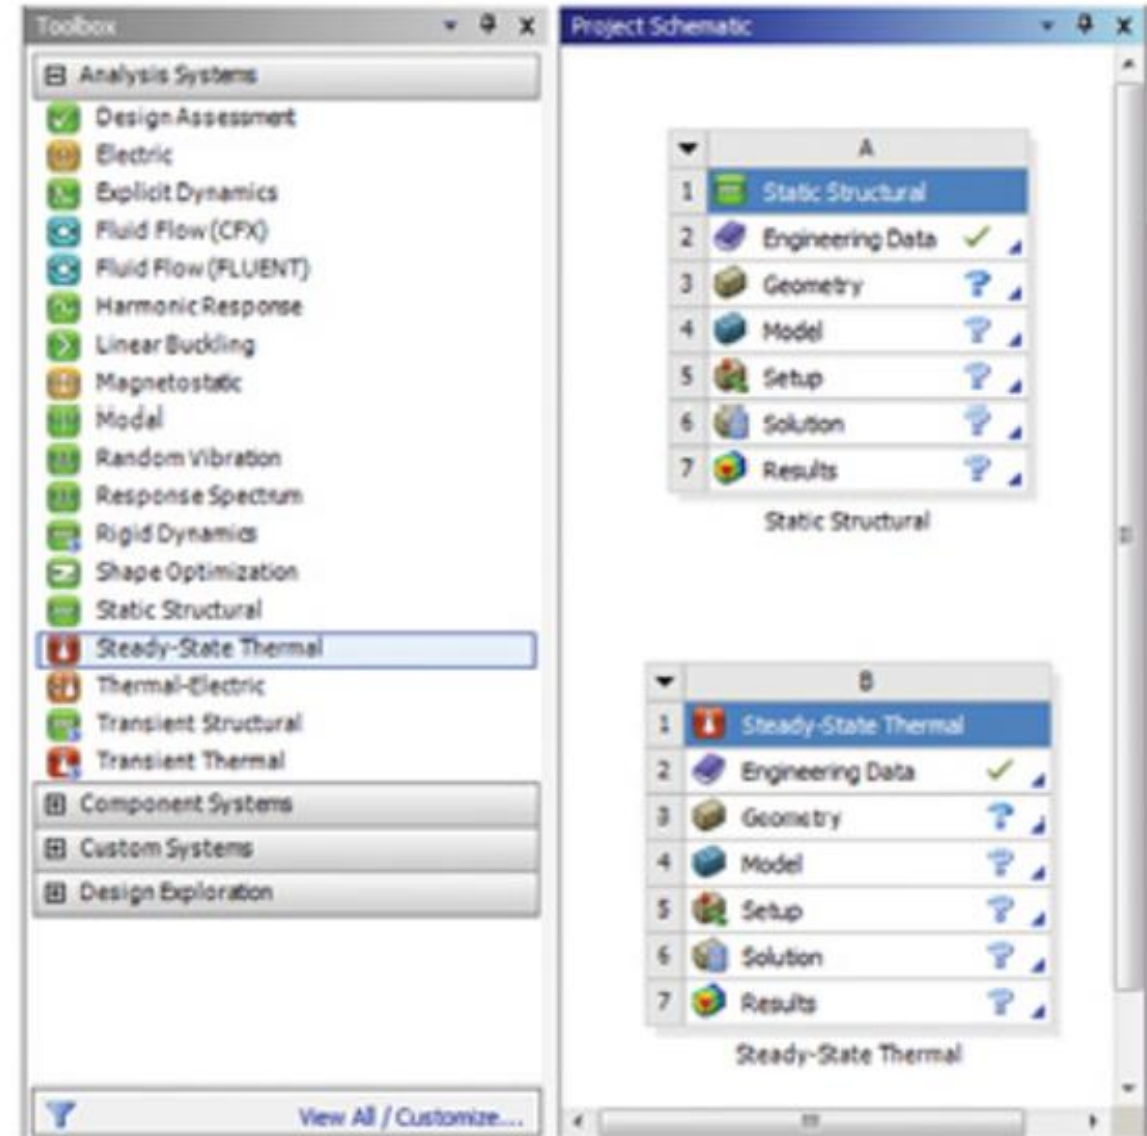 Toolbox
Analysis Systems
Design Assessment
Electric
Explicit Dynamics
Fluid Flow (CFX)
Fluid Flow (FLUENT)
Harmonic Response
Linear Buckling
Magnetostatic
Modal
Random Vibration
Response Spectrum
Rigid Dynamics
Shape Optimization
Static Structural
Steady-State Thermal
Thermal-Electric
Transient Structural
Transient Thermal
Component Systems
Custom Systems
Design Exploration
View All / Customize....
Project Schematic
A
1 Static Structural
2 Engineering Data
3 Geometry
4 Model
5 Setup
6 Solution
7 Results
Static Structural
B
1 Steady-State Thermal
2 Engineering Data
3 Geometry
4 Model
5 Setup
6 Solution
7 Results
Steady-State Thermal